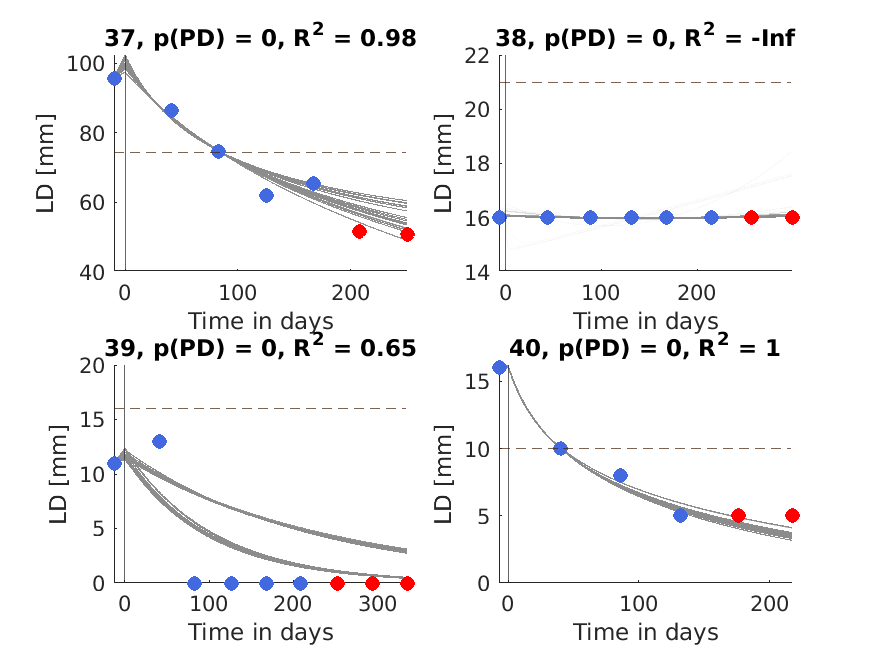 37, p(PD) = 0, R² = 0.98
LD [mm]
100
80
60
40
0
100
200
Time in days
38, p(PD) = 0, R² = -Inf
LD [mm]
22
20
18
16
14
0
100
200
Time in days
39, p(PD) = 0, R² = 0.65
LD [mm]
20
15
10
5
0
0
100
200
300
Time in days
40, p(PD) = 0, R² = 1
LD [mm]
15
10
5
0
0
100
200
Time in days